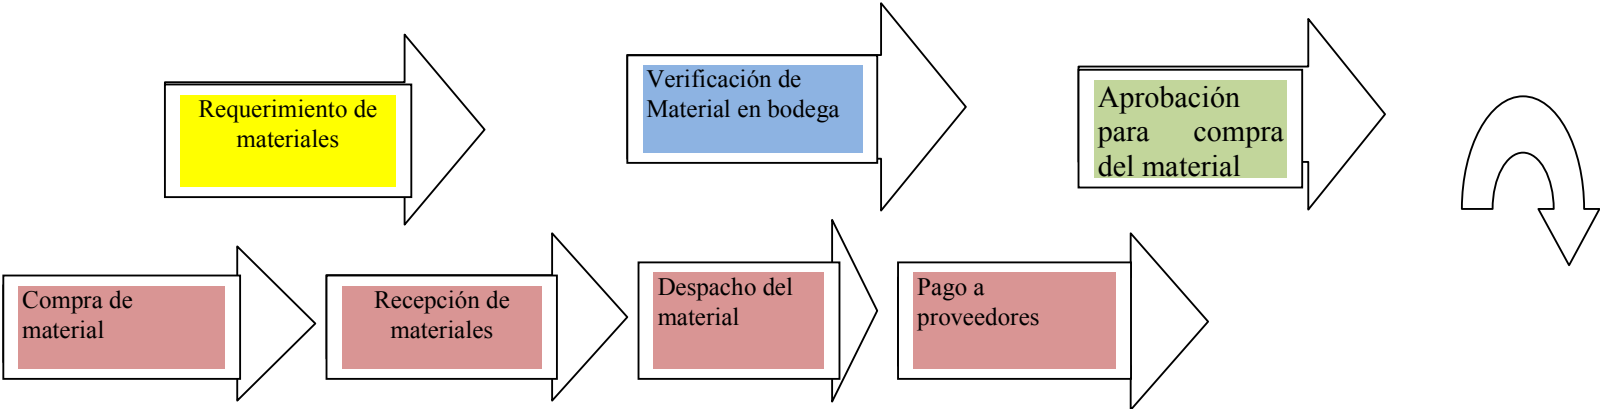 Requerimiento de
materiales
Verificación de
Material en bodega
Aprobación
para compra
del material
Compra de
material
Recepción de
materiales
Despacho del
material
Pago a
proveedores